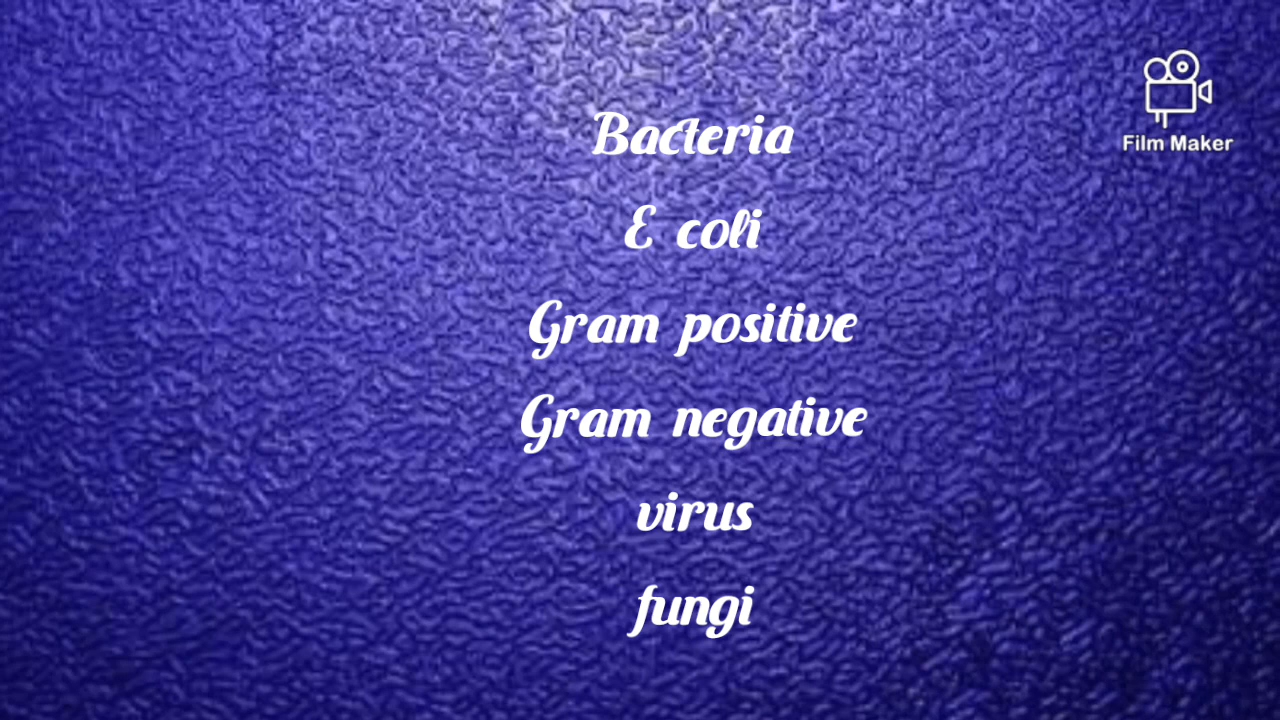 Film Maker
Bacteria
E coli
Gram positive
Gram negative
virus
fungi